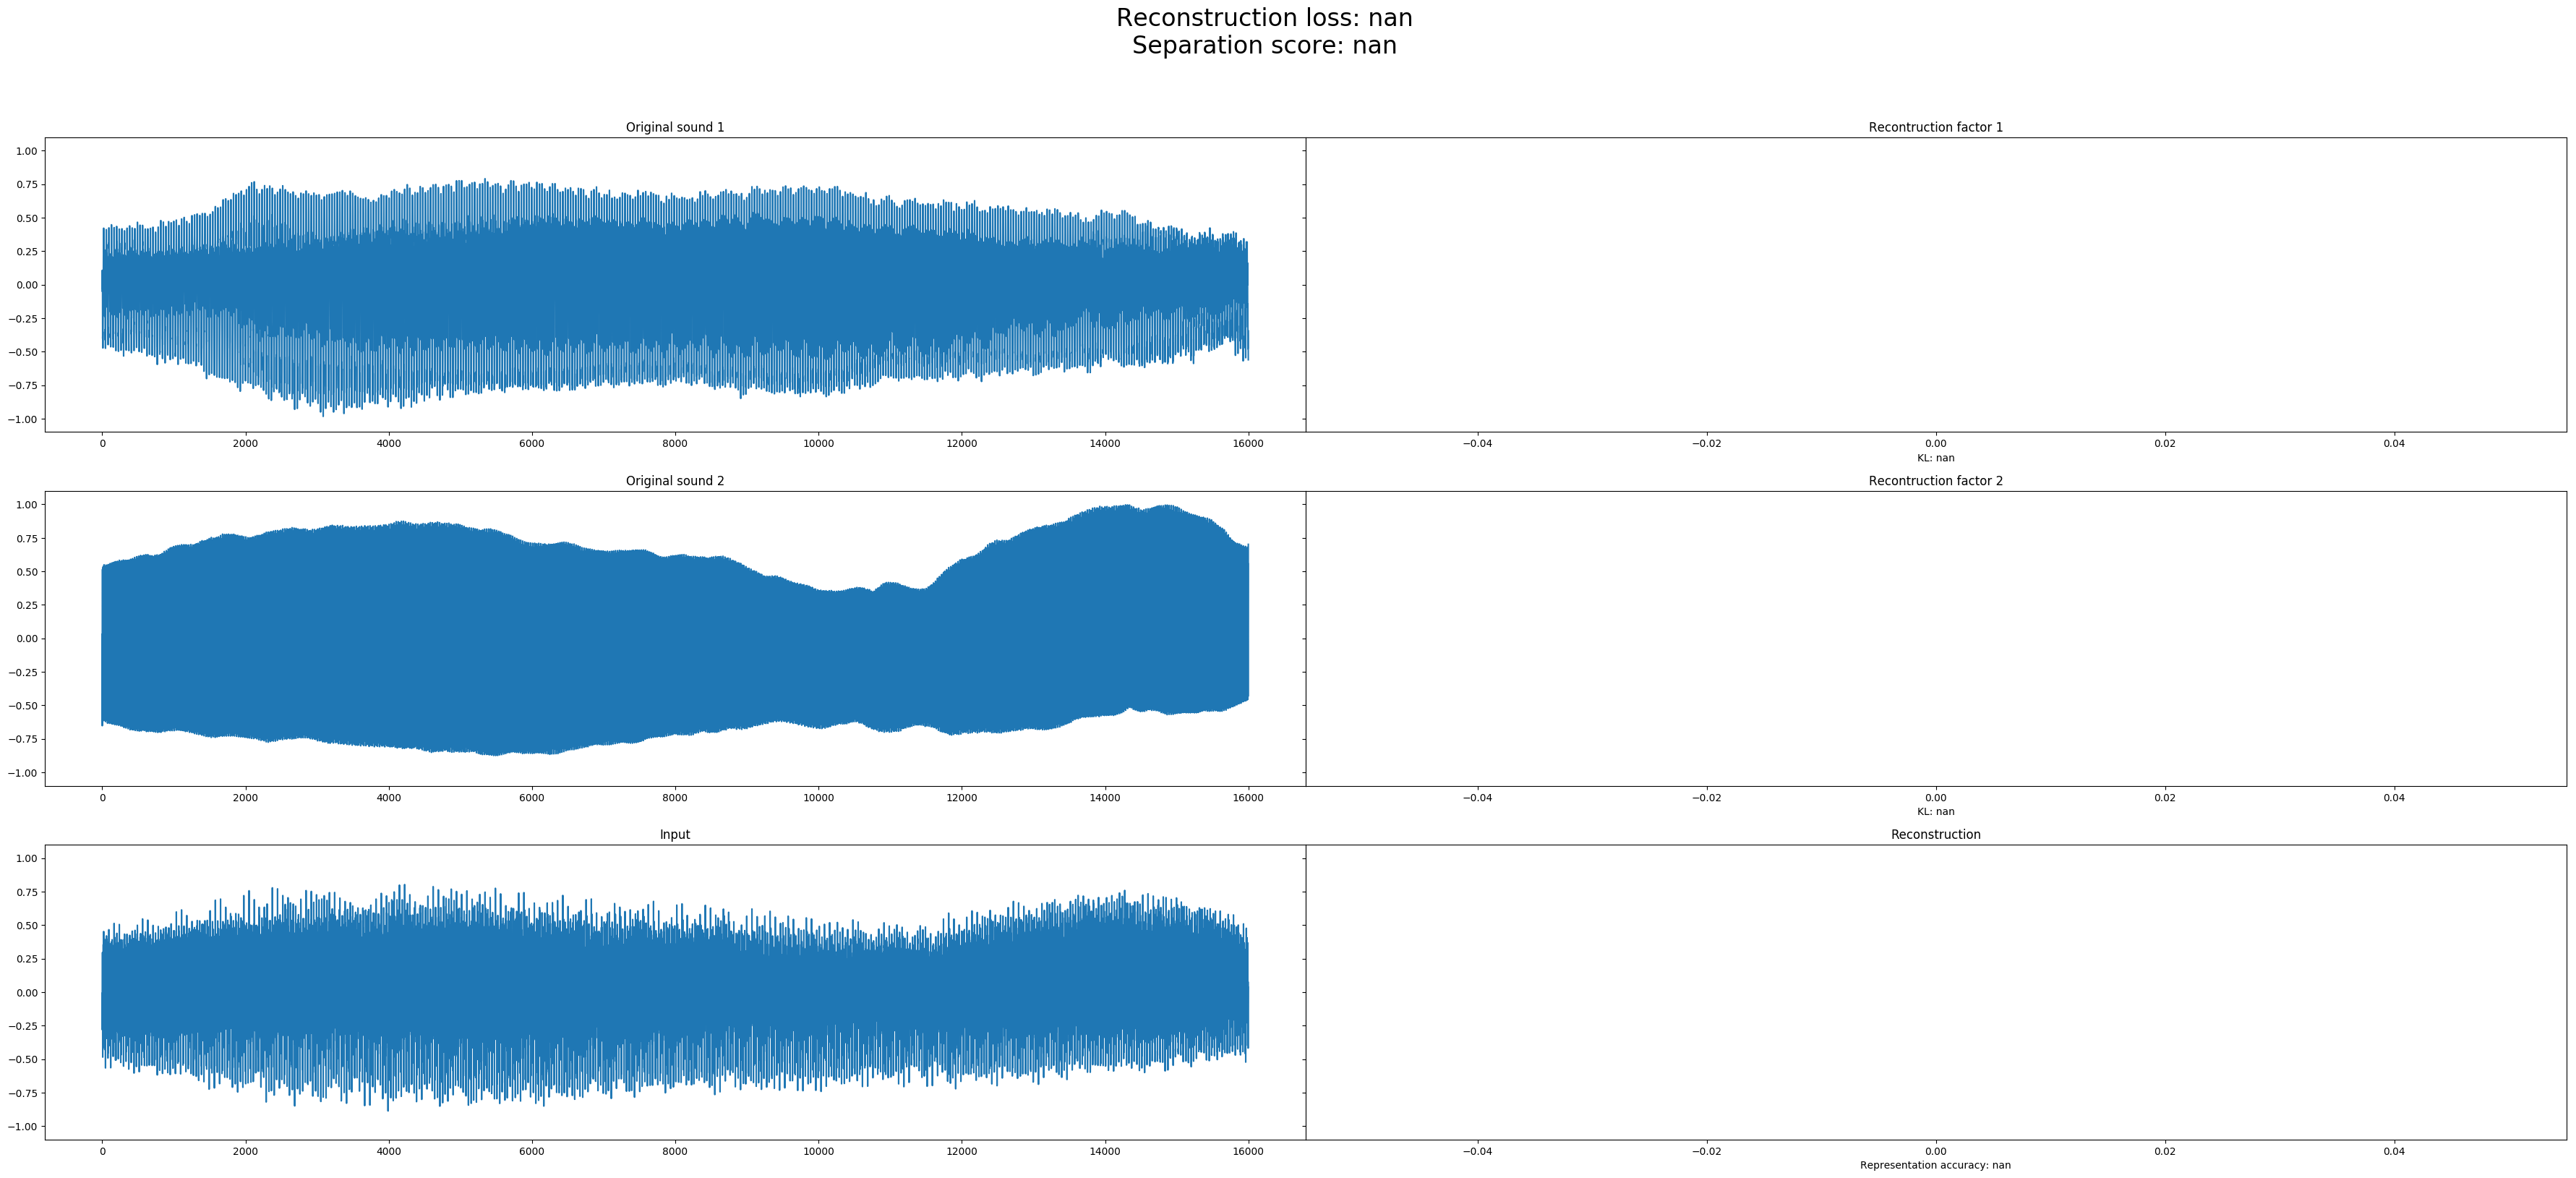 Reconstruction loss: nan
Separation score: nan
Original sound 1
Recontruction factor 1
1.00
0.75
0.50
0.25
0.00
−0.25
−0.50
−0.75
−1.00
0 2000 4000 6000 8000 10000 12000 14000 16000
−0.04 −0.02 0.00 0.02 0.04
KL: nan
Original sound 2
Recontruction factor 2
1.00
0.75
0.50
0.25
0.00
−0.25
−0.50
−0.75
−1.00
0 2000 4000 6000 8000 10000 12000 14000 16000
−0.04 −0.02 0.00 0.02 0.04
KL: nan
Input
Reconstruction
1.00
0.75
0.50
0.25
0.00
−0.25
−0.50
−0.75
−1.00
0 2000 4000 6000 8000 10000 12000 14000 16000
−0.04 −0.02 0.00 0.02 0.04
Representation accuracy: nan